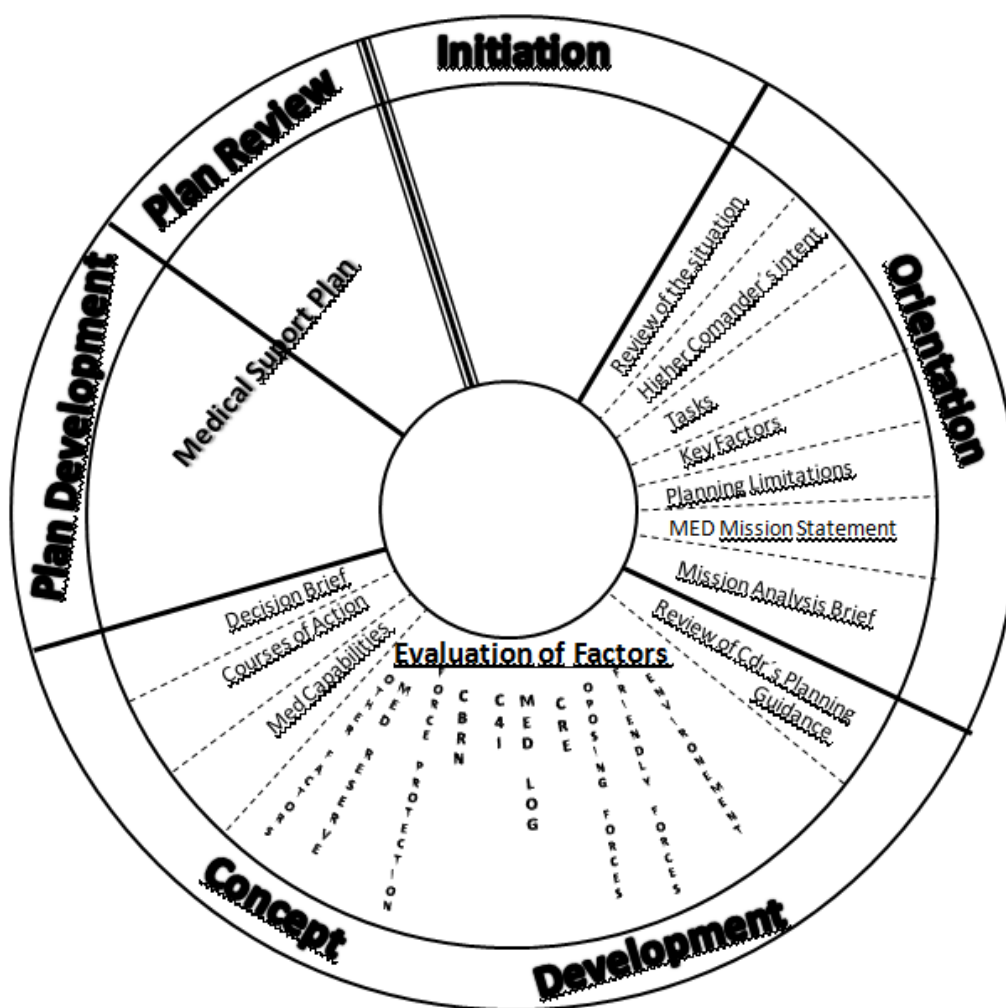 Initiation
Orientation
Review of the situation
Higher Comander´s intent
Tasks
Key Factors
Planning Limitations
MED Mission Statement
Mission Analysis Brief
Review of Cdr´s Planning
Guidance
Evaluation of Factors
ENVIRONEMENT
FRIENDLY FORCES
OPOSING FORCES
CRE
MED LOG
C4I
CBRN
FORCE PROTECTION
MED RESERVE
OTHER FACTORS
Med Capabilities
Courses of Action
Decision Brief
Concept
Development
Plan Development
Medical Support Plan
Plan Review